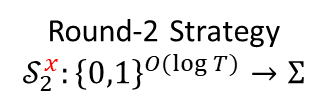 Round-2 Strategy
𝒮₂ˣ: {0,1}^{O(log T)} → Σ